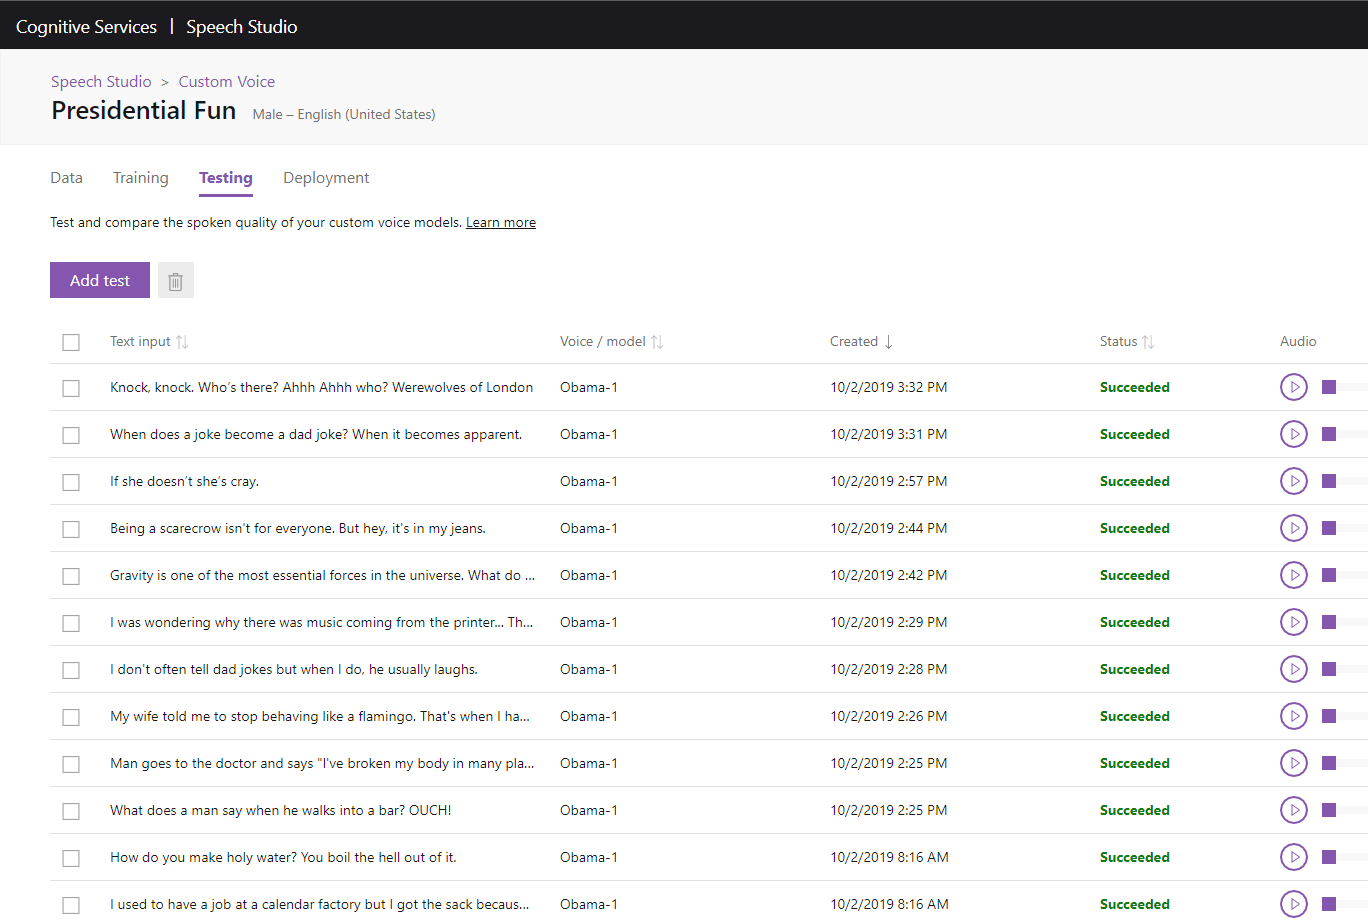 Cognitive Services | Speech Studio
Speech Studio > Custom Voice
Presidential Fun Male – English (United States)
Data Training Testing Deployment
Test and compare the spoken quality of your custom voice models. Learn more
Add test
Text input Voice / model Created Status Audio
Knock, knock. Who’s there? Ahhh Ahhh who? Werewolves of London Obama-1 10/2/2019 3:32 PM Succeeded
When does a joke become a dad joke? When it becomes apparent. Obama-1 10/2/2019 3:31 PM Succeeded
If she doesn’t she’s cray. Obama-1 10/2/2019 2:57 PM Succeeded
Being a scarecrow isn't for everyone. But hey, it's in my jeans. Obama-1 10/2/2019 2:44 PM Succeeded
Gravity is one of the most essential forces in the universe. What do ... Obama-1 10/2/2019 2:42 PM Succeeded
I was wondering why there was music coming from the printer... Th... Obama-1 10/2/2019 2:29 PM Succeeded
I don't often tell dad jokes but when I do, he usually laughs. Obama-1 10/2/2019 2:28 PM Succeeded
My wife told me to stop behaving like a flamingo. That's when I ha... Obama-1 10/2/2019 2:26 PM Succeeded
Man goes to the doctor and says "I've broken my body in many pla... Obama-1 10/2/2019 2:25 PM Succeeded
What does a man say when he walks into a bar? OUCH! Obama-1 10/2/2019 2:25 PM Succeeded
How do you make holy water? You boil the hell out of it. Obama-1 10/2/2019 8:16 AM Succeeded
I used to have a job at a calendar factory but I got the sack becaus... Obama-1 10/2/2019 8:16 AM Succeeded